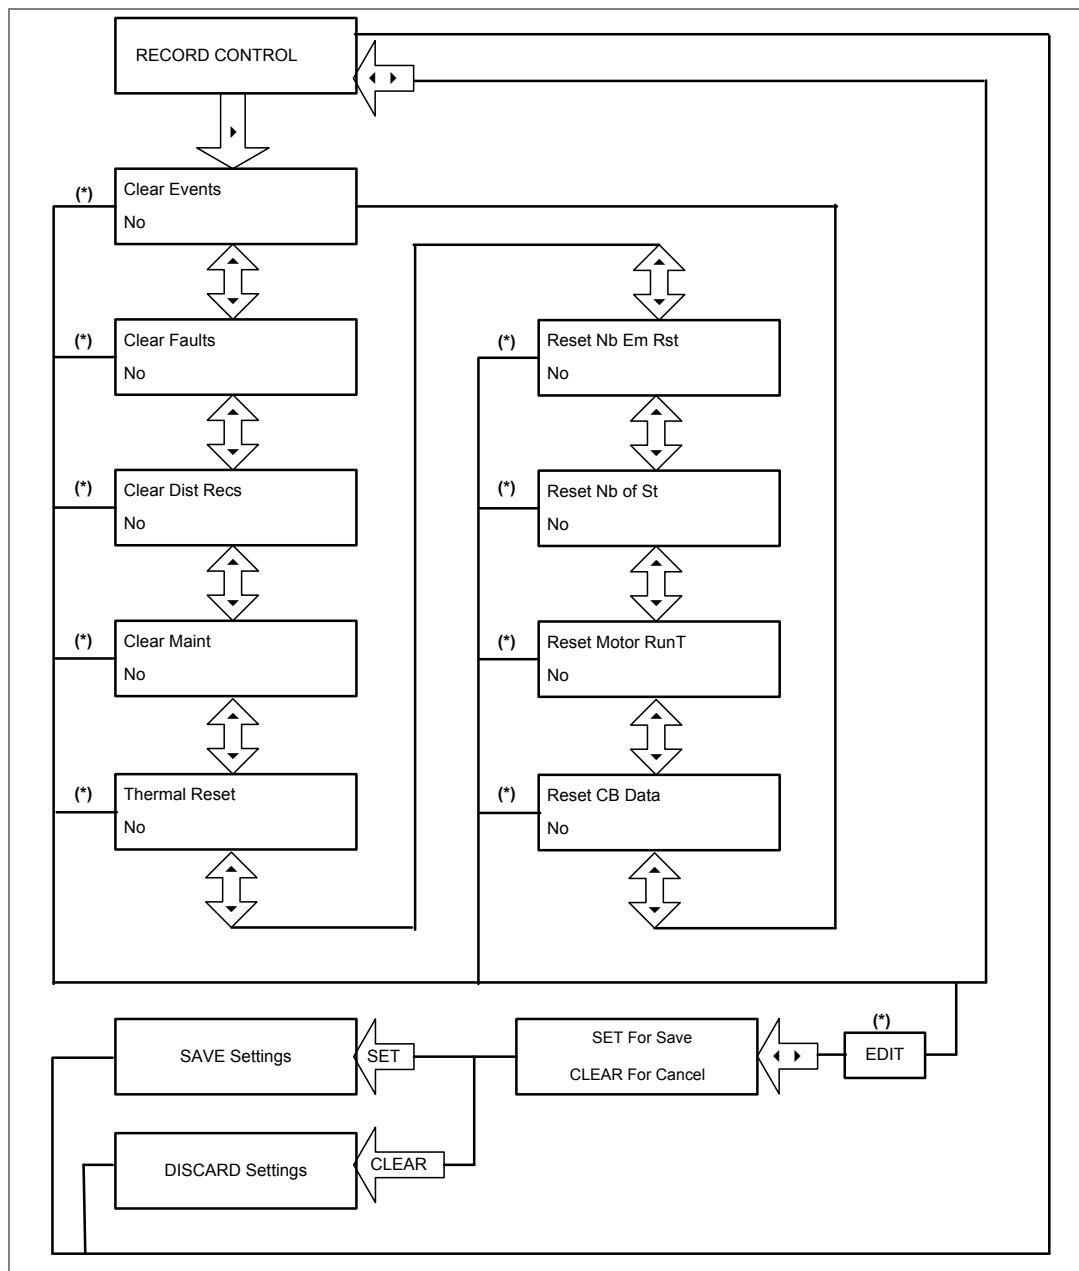 RECORD CONTROL
(*)
Clear Events
No
(*)
Clear Faults
No
(*)
Clear Dist Recs
No
(*)
Clear Maint
No
(*)
Thermal Reset
No
(*)
Reset Nb Em Rst
No
(*)
Reset Nb of St
No
(*)
Reset Motor RunT
No
(*)
Reset CB Data
No
SAVE Settings
SET
SET For Save
CLEAR For Cancel
(*)
EDIT
DISCARD Settings
CLEAR